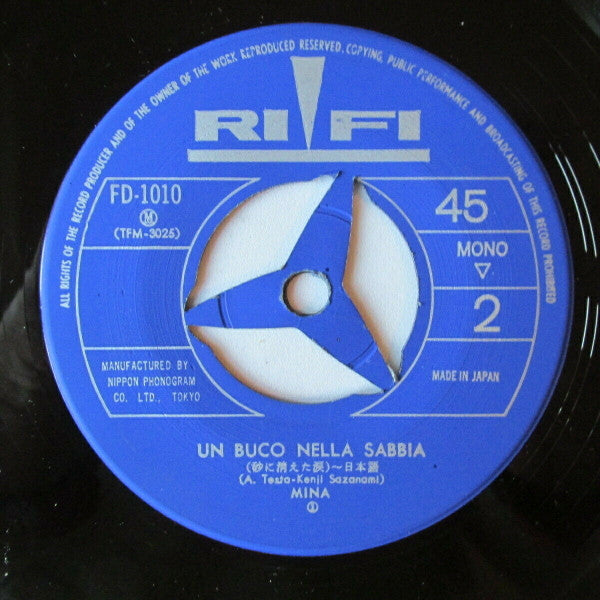 ALL RIGHTS OF THE RECORD PRODUCER AND OF THE OWNER OF THE WORK REPRODUCED RESERVED. COPYING, PUBLIC PERFORMANCE AND BROADCASTING OF THIS RECORD PROHIBITED
RI FI
FD-1010
Ⓜ
(TFM-3025)
45
MONO
▽
2
MANUFACTURED BY
NIPPON PHONOGRAM
CO. LTD., TOKYO
MADE IN JAPAN
UN BUCO NELLA SABBIA
(砂に消えた涙)〜日本語
(A. Testa-Kenji Sazanami)
MINA
①